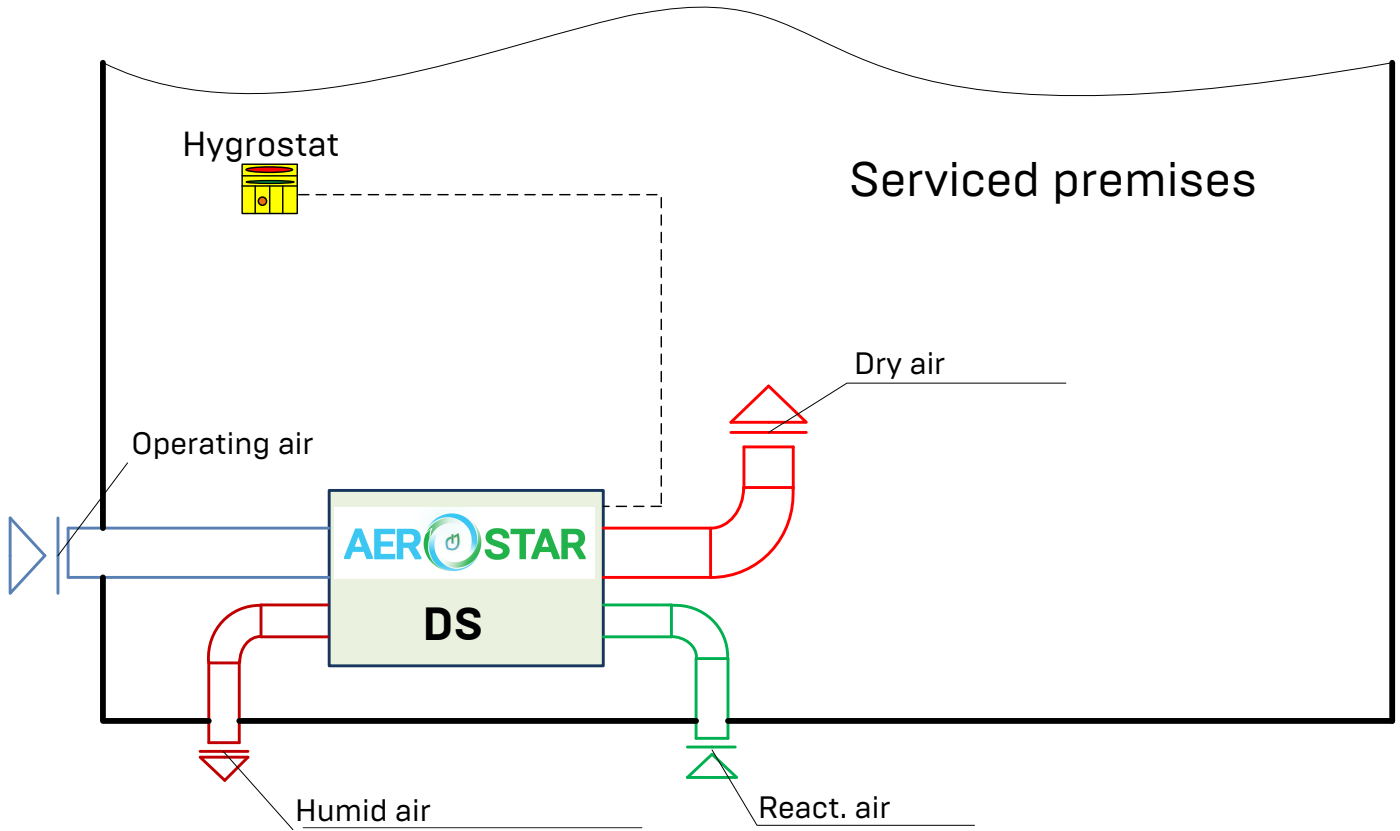 Hygrostat
Serviced premises
Dry air
Operating air
AEROSTAR
DS
Humid air
React. air